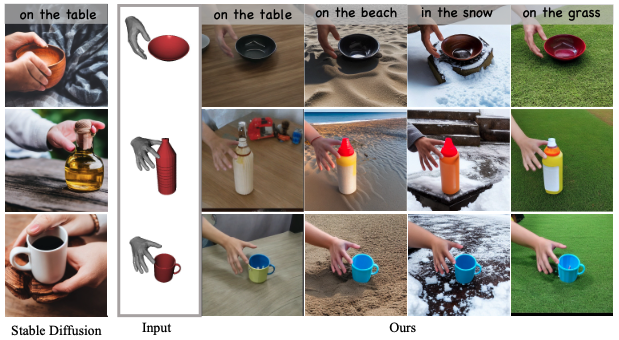 on the table
on the table
on the beach
in the snow
on the grass
Stable Diffusion
Input
Ours